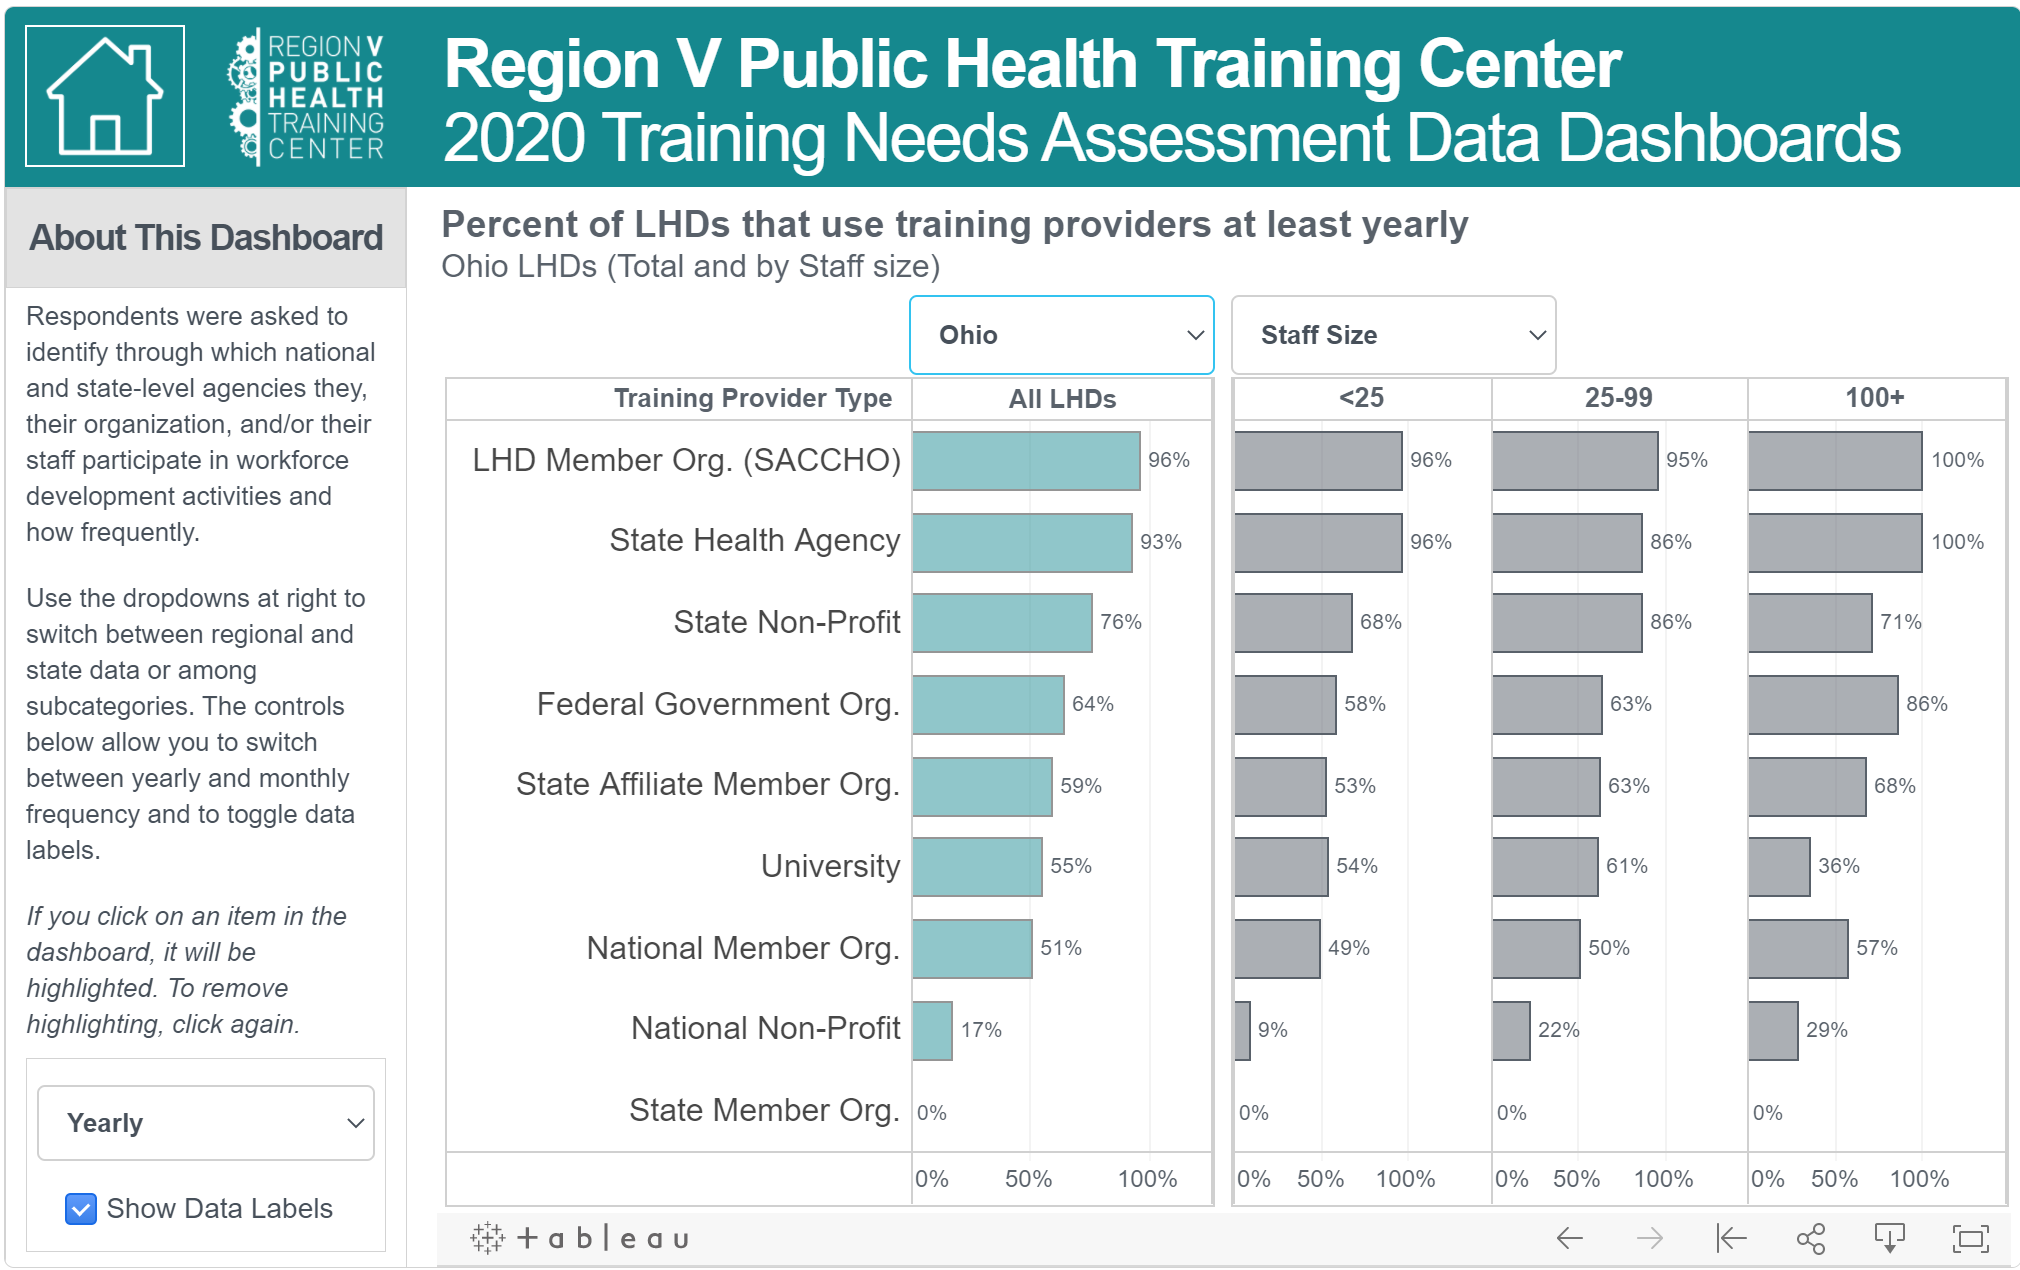 REGION V
PUBLIC
HEALTH
TRAINING
CENTER
Region V Public Health Training Center
2020 Training Needs Assessment Data Dashboards
About This Dashboard
Respondents were asked to
identify through which national
and state-level agencies they,
their organization, and/or their
staff participate in workforce
development activities and
how frequently.
Use the dropdowns at right to
switch between regional and
state data or among
subcategories. The controls
below allow you to switch
between yearly and monthly
frequency and to toggle data
labels.
If you click on an item in the
dashboard, it will be
highlighted. To remove
highlighting, click again.
Yearly
Show Data Labels
Percent of LHDs that use training providers at least yearly
Ohio LHDs (Total and by Staff size)
Ohio
Staff Size
Training Provider Type All LHDs <25 25-99 100+
LHD Member Org. (SACCHO) 96% 96% 95% 100%
State Health Agency 93% 96% 86% 100%
State Non-Profit 76% 68% 86% 71%
Federal Government Org. 64% 58% 63% 86%
State Affiliate Member Org. 59% 53% 63% 68%
University 55% 54% 61% 36%
National Member Org. 51% 49% 50% 57%
National Non-Profit 17% 9% 22% 29%
State Member Org. 0% 0% 0% 0%
0% 50% 100% 0% 50% 100% 0% 50% 100% 0% 50% 100%
+ableau